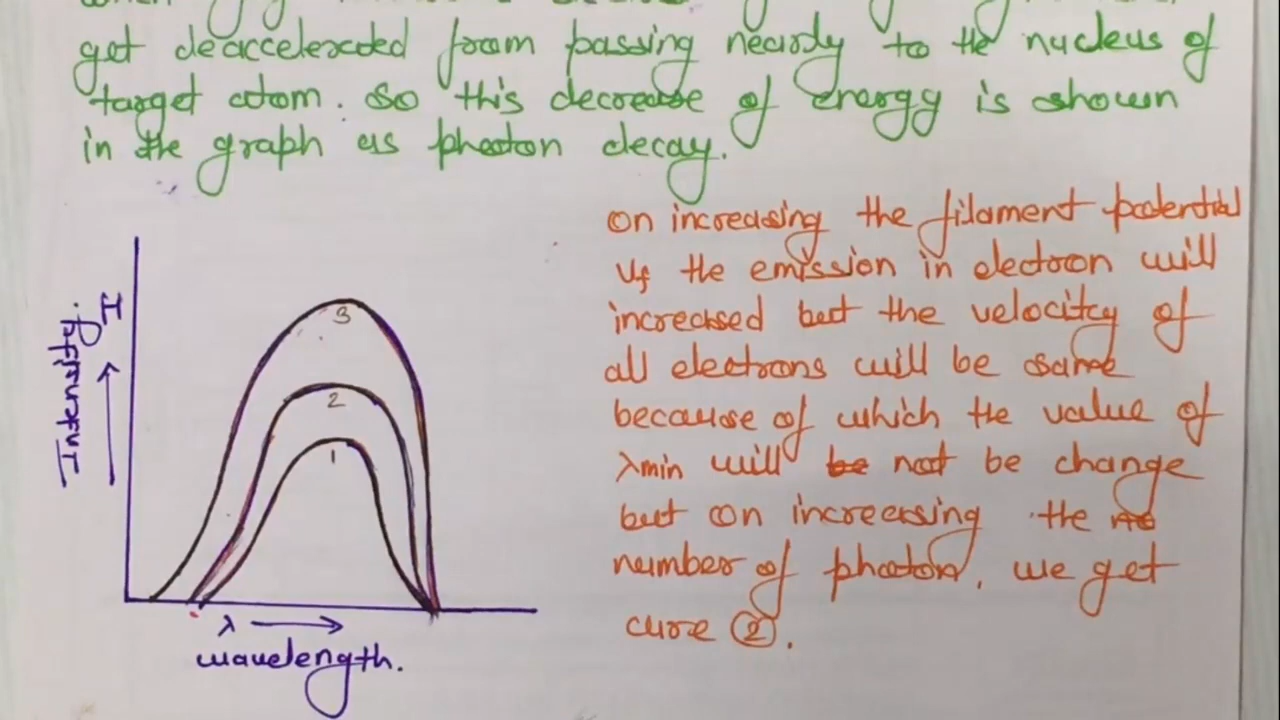 get deaccelerated from passing nearly to the nucleus of
target atom. So this decrease of energy is shown
in the graph as photon decay.
on increasing the filament potential
Vf the emission in electron will
increased but the velocity of
all electrons will be same
because of which the value of
λmin will be not be change
but on increasing the no
number of photon, we get
curve ②.
Intensity.
I
3
2
1
λ
wavelength.